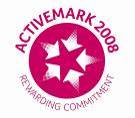 ACTIVEMARK 2008
REWARDING COMMITMENT